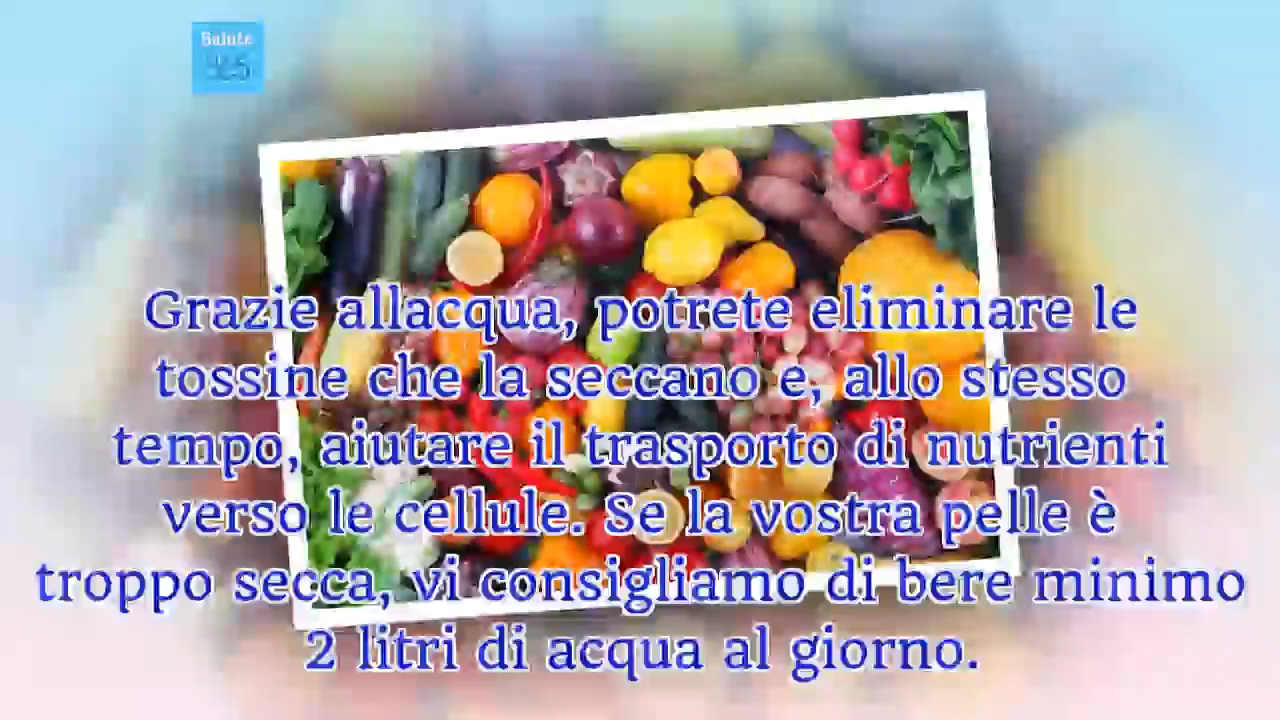 Salute
Grazie allacqua, potrete eliminare le
tossine che la seccano e, allo stesso
tempo, aiutare il trasporto di nutrienti
verso le cellule. Se la vostra pelle è
troppo secca, vi consigliamo di bere minimo
2 litri di acqua al giorno.